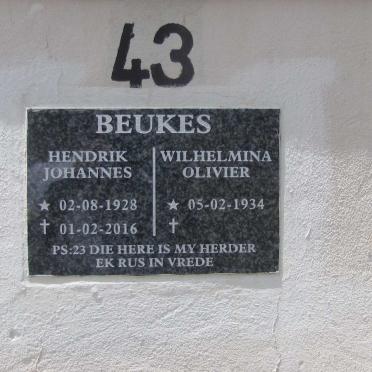 43
BEUKES
HENDRIK
JOHANNES
★ 02-08-1928
✝ 01-02-2016
WILHELMINA
OLIVIER
★ 05-02-1934
✝
PS:23 DIE HERE IS MY HERDER
EK RUS IN VREDE